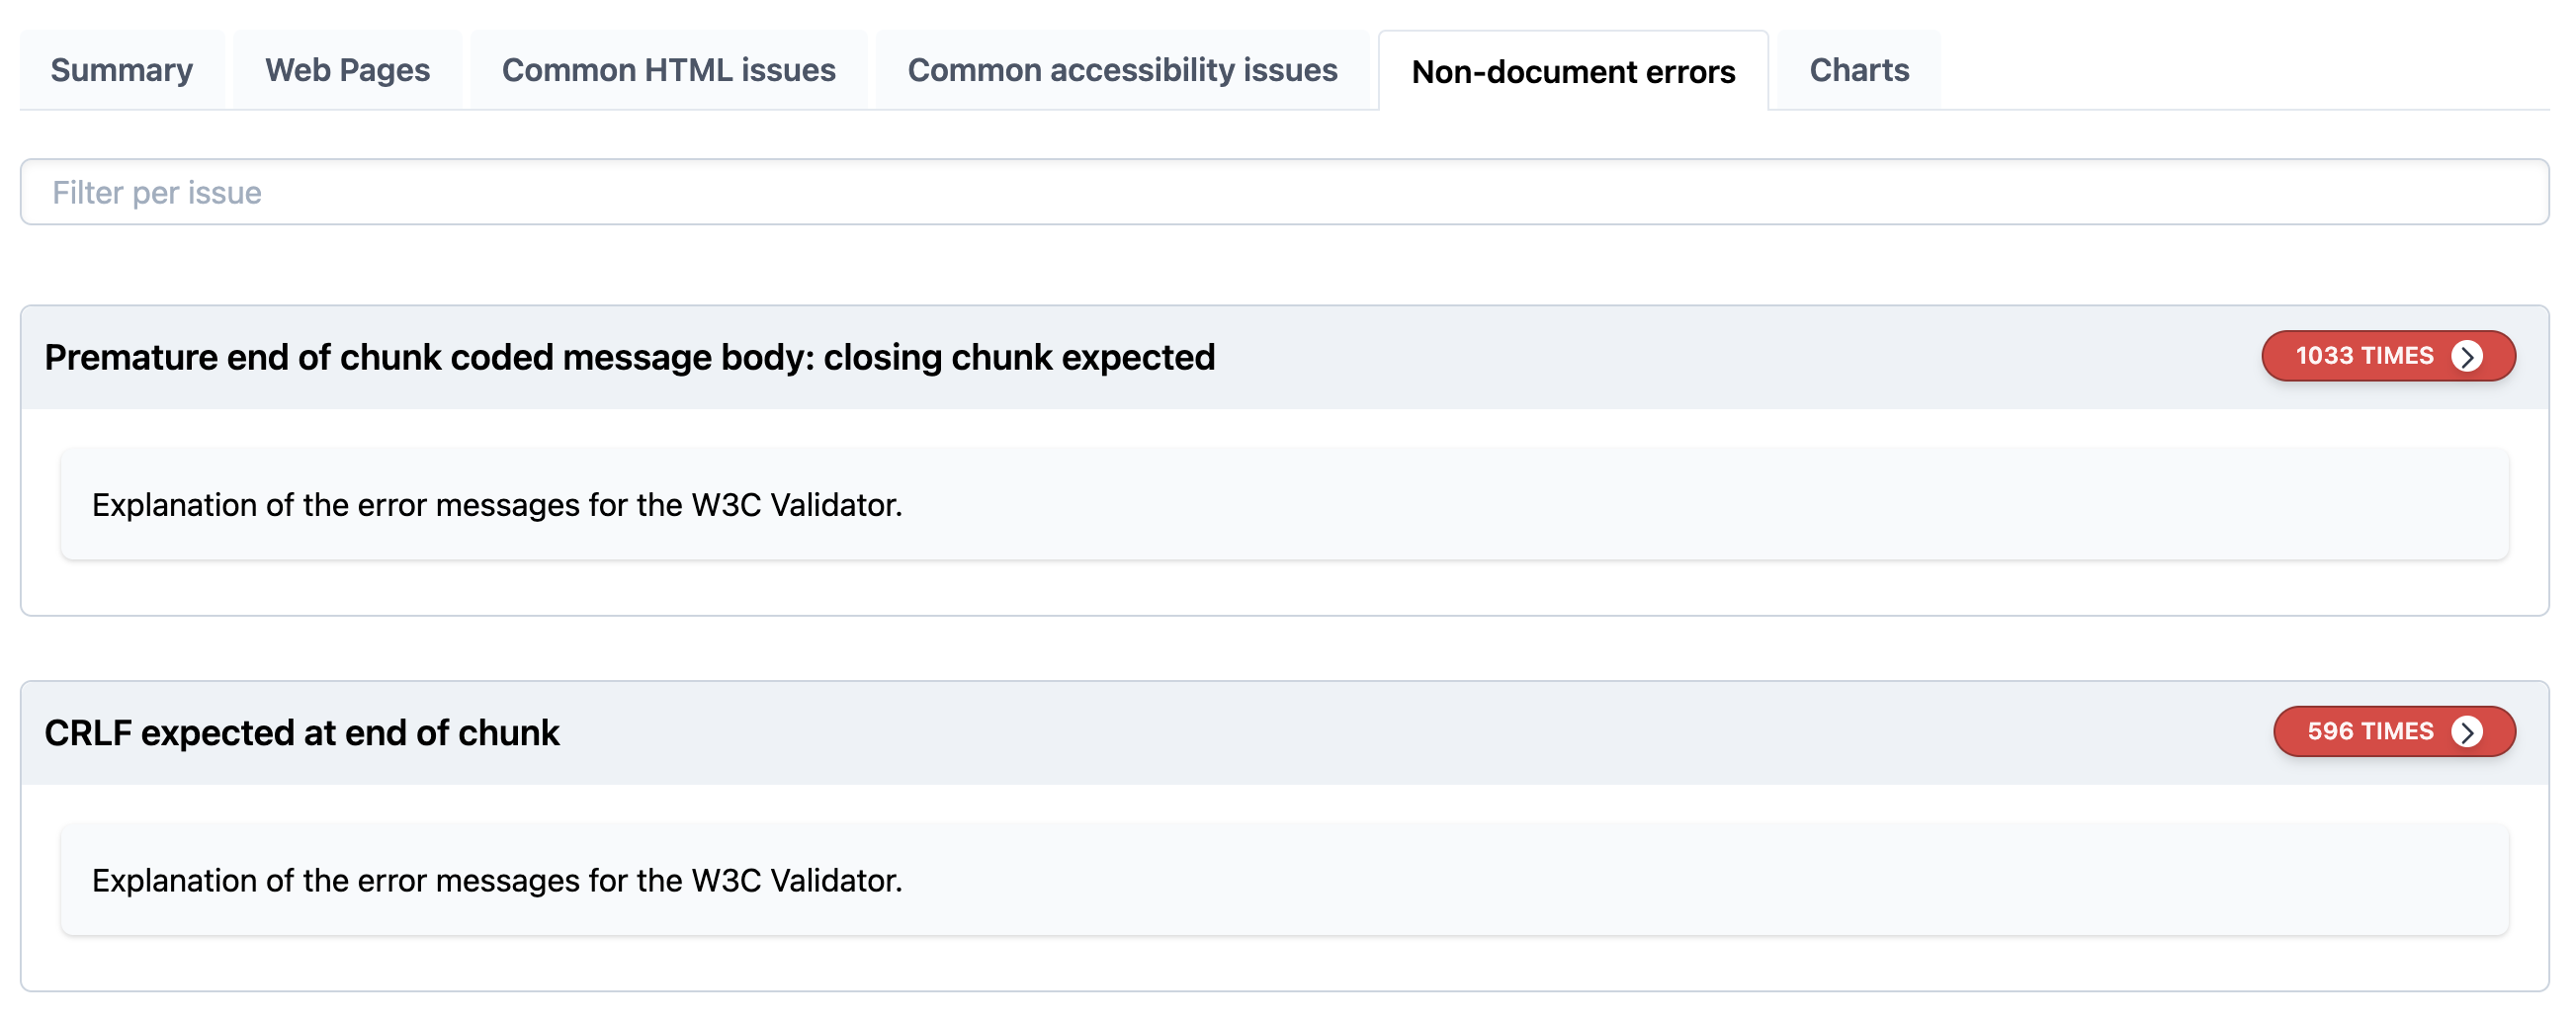 Summary Web Pages Common HTML issues Common accessibility issues Non-document errors Charts
Filter per issue
Premature end of chunk coded message body: closing chunk expected 1033 TIMES
Explanation of the error messages for the W3C Validator.
CRLF expected at end of chunk 596 TIMES
Explanation of the error messages for the W3C Validator.